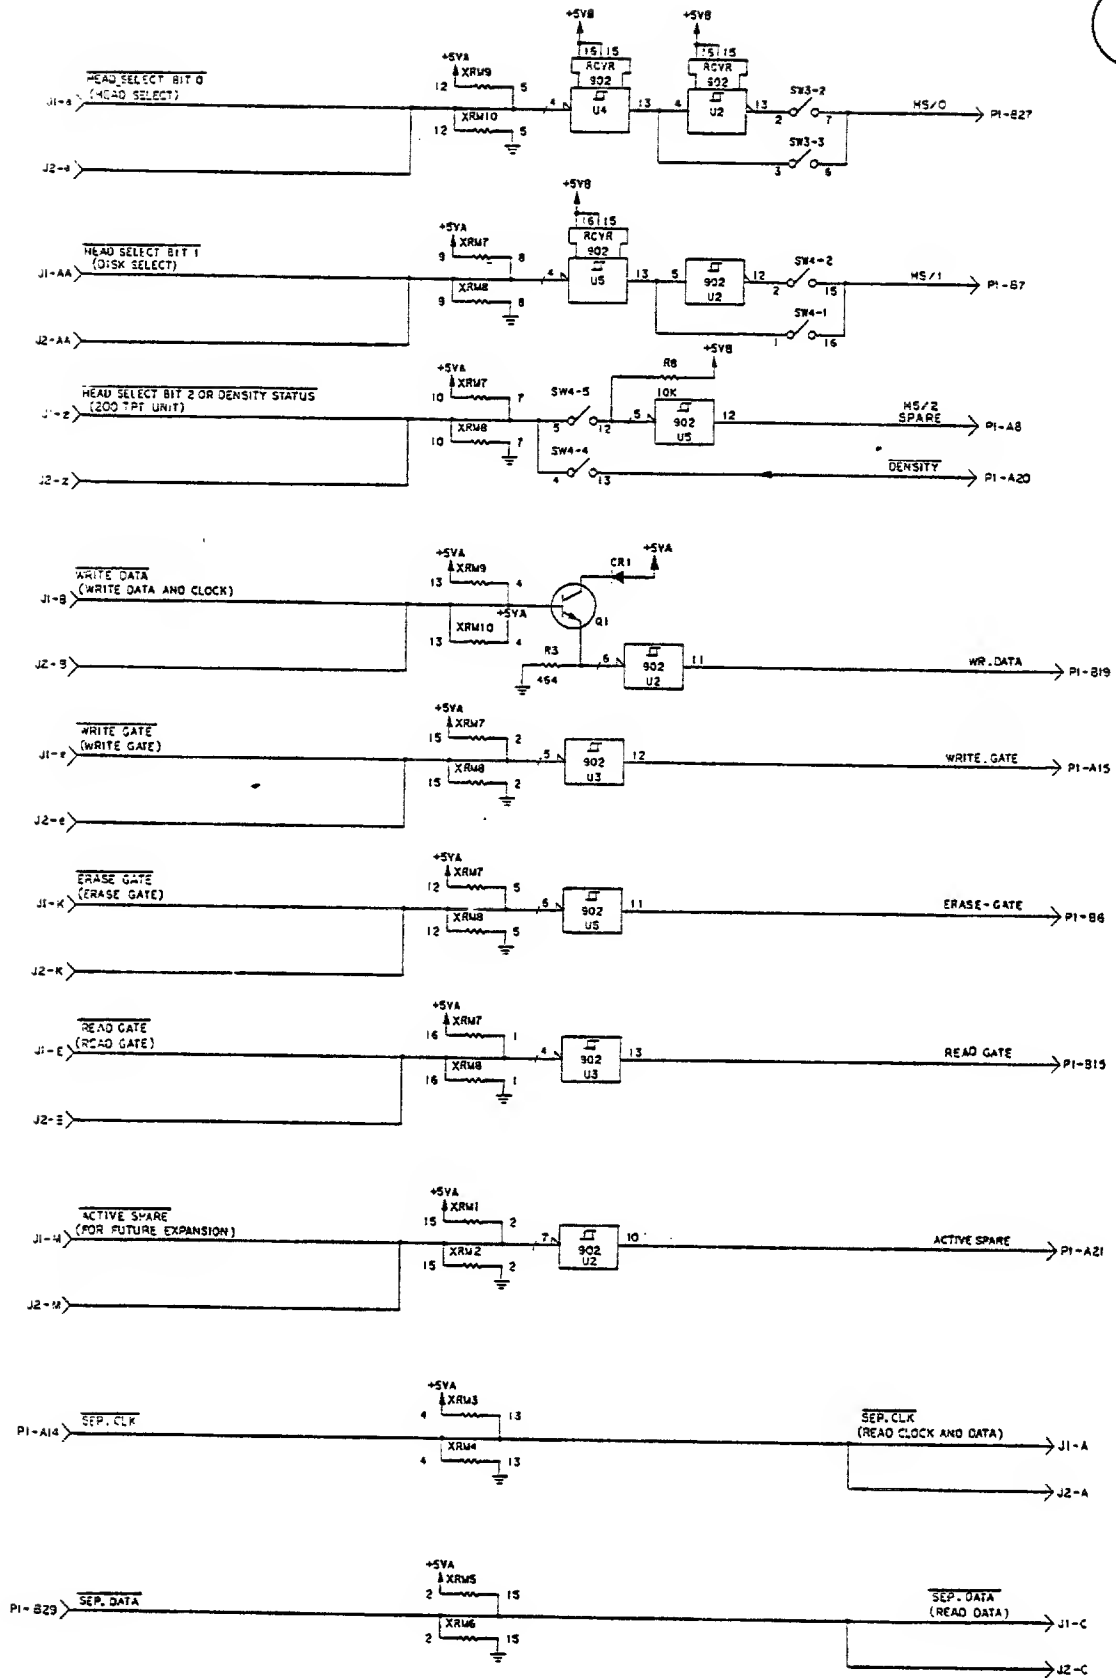 +5VB +5VB
16 15 16 15
+5VA RCVR RCVR
HEAD SELECT BIT 0 XRM9 902 902
(HEAD SELECT) 12 5 SW3-2
J1-a 4 U4 13 4 U2 13 2 7 HS/0 P1-B27
XRM10
12 5 SW3-3
J2-a 3 6
+5VB
16 15
+5VA RCVR
HEAD SELECT BIT 1 XRM7 902
(DISK SELECT) 9 8 SW4-2
J1-AA 4 U5 13 5 902 U2 12 2 15 HS/1 P1-B7
XRM8
9 8 SW4-1
J2-AA 1 16
+5VB
+5VA R8
HEAD SELECT BIT 2 OR DENSITY STATUS XRM7 SW4-5 10K
(200 TPI UNIT) 10 7 HS/2
J1-z 5 12 5 902 U5 12 SPARE P1-A8
XRM8
10 7 SW4-4 DENSITY
J2-z 4 13 P1-A20
+5VA CR1 +5VA
WRITE DATA XRM9
(WRITE DATA AND CLOCK) 13 4
J1-B +5VA Q1
XRM10
13 4 R3
J2-B 464 6 902 U2 11 WR.DATA P1-B19
+5VA
WRITE GATE XRM7
(WRITE GATE) 15 2
J1-e 5 902 U3 12 WRITE.GATE P1-A15
XRM8
15 2
J2-e
+5VA
ERASE GATE XRM7
(ERASE GATE) 12 5
J1-K 6 902 U5 11 ERASE-GATE P1-B6
XRM8
12 5
J2-K
+5VA
READ GATE XRM7
(READ GATE) 16 1
J1-E 4 902 U3 13 READ GATE P1-B15
XRM8
16 1
J2-E
+5VA
ACTIVE SPARE XRM1
(FOR FUTURE EXPANSION) 15 2
J1-M 7 902 U2 10 ACTIVE SPARE P1-A21
XRM2
15 2
J2-M
+5VA
XRM3
4 13
P1-A14 SEP.CLK SEP.CLK
XRM4 (READ CLOCK AND DATA) J1-A
4 13
J2-A
+5VA
XRM5
2 15
P1-B29 SEP.DATA SEP.DATA
XRM6 (READ DATA) J1-C
2 15
J2-C